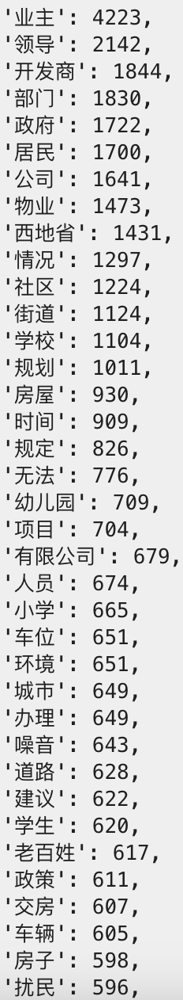 '业主': 4223,
'领导': 2142,
'开发商': 1844,
'部门': 1830,
'政府': 1722,
'居民': 1700,
'公司': 1641,
'物业': 1473,
'西地省': 1431,
'情况': 1297,
'社区': 1224,
'街道': 1124,
'学校': 1104,
'规划': 1011,
'房屋': 930,
'时间': 909,
'规定': 826,
'无法': 776,
'幼儿园': 709,
'项目': 704,
'有限公司': 679,
'人员': 674,
'小学': 665,
'车位': 651,
'环境': 651,
'城市': 649,
'办理': 649,
'噪音': 643,
'道路': 628,
'建议': 622,
'学生': 620,
'老百姓': 617,
'政策': 611,
'交房': 607,
'车辆': 605,
'房子': 598,
'扰民': 596,